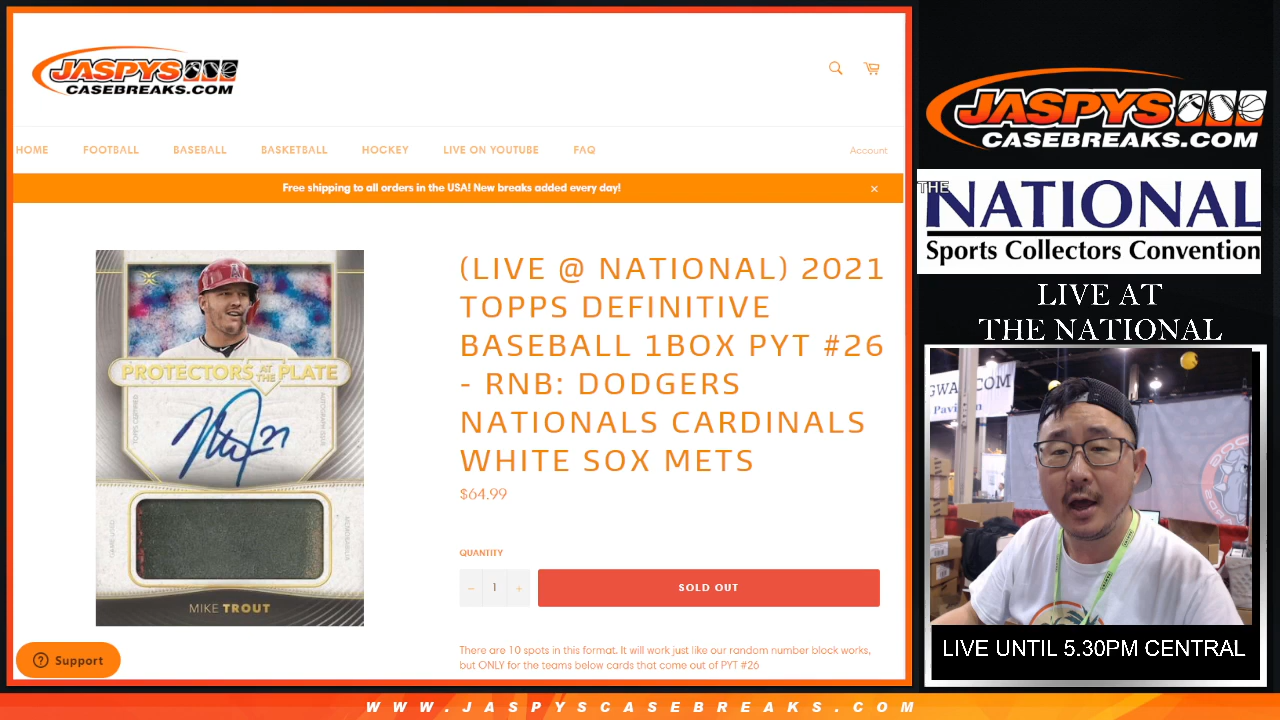 JASPYS
CASEBREAKS.COM
HOME FOOTBALL BASEBALL BASKETBALL HOCKEY LIVE ON YOUTUBE FAQ Account
Free shipping to all orders in the USA! New breaks added every day! ×
PROTECTORS AT THE PLATE
TOPPS CERTIFIED
AUTOGRAPH ISSUE
MIKE TROUT
(LIVE @ NATIONAL) 2021
TOPPS DEFINITIVE
BASEBALL 1BOX PYT #26
- RNB: DODGERS
NATIONALS CARDINALS
WHITE SOX METS
$64.99
QUANTITY
− 1 + SOLD OUT
There are 10 spots in this format. It will work just like our random number block works,
but ONLY for the teams below cards that come out of PYT #26
Support
JASPYS
CASEBREAKS.COM
THE
NATIONAL
Sports Collectors Convention
LIVE AT
THE NATIONAL
Pavilion
LIVE UNTIL 5.30PM CENTRAL
WWW.JASPYSCASEBREAKS.COM